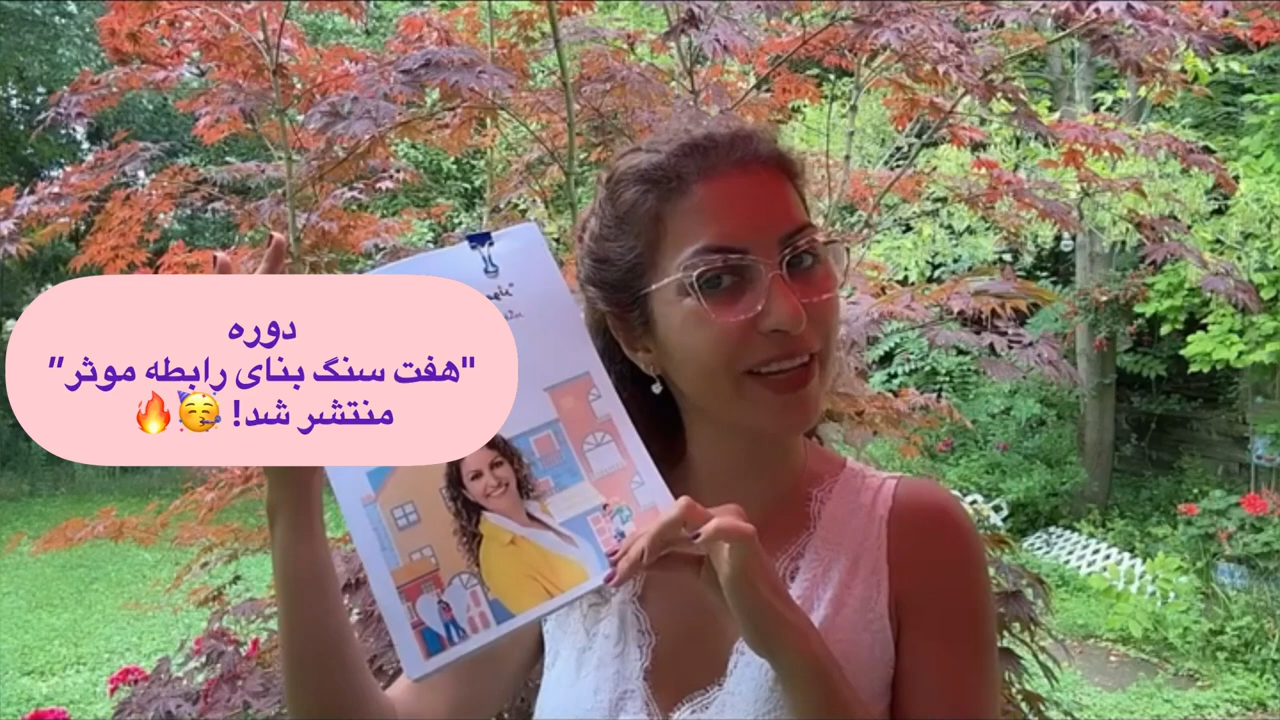 دوره
"هفت سنگ بنای رابطه موثر"
منتشر شد! 🥳🔥